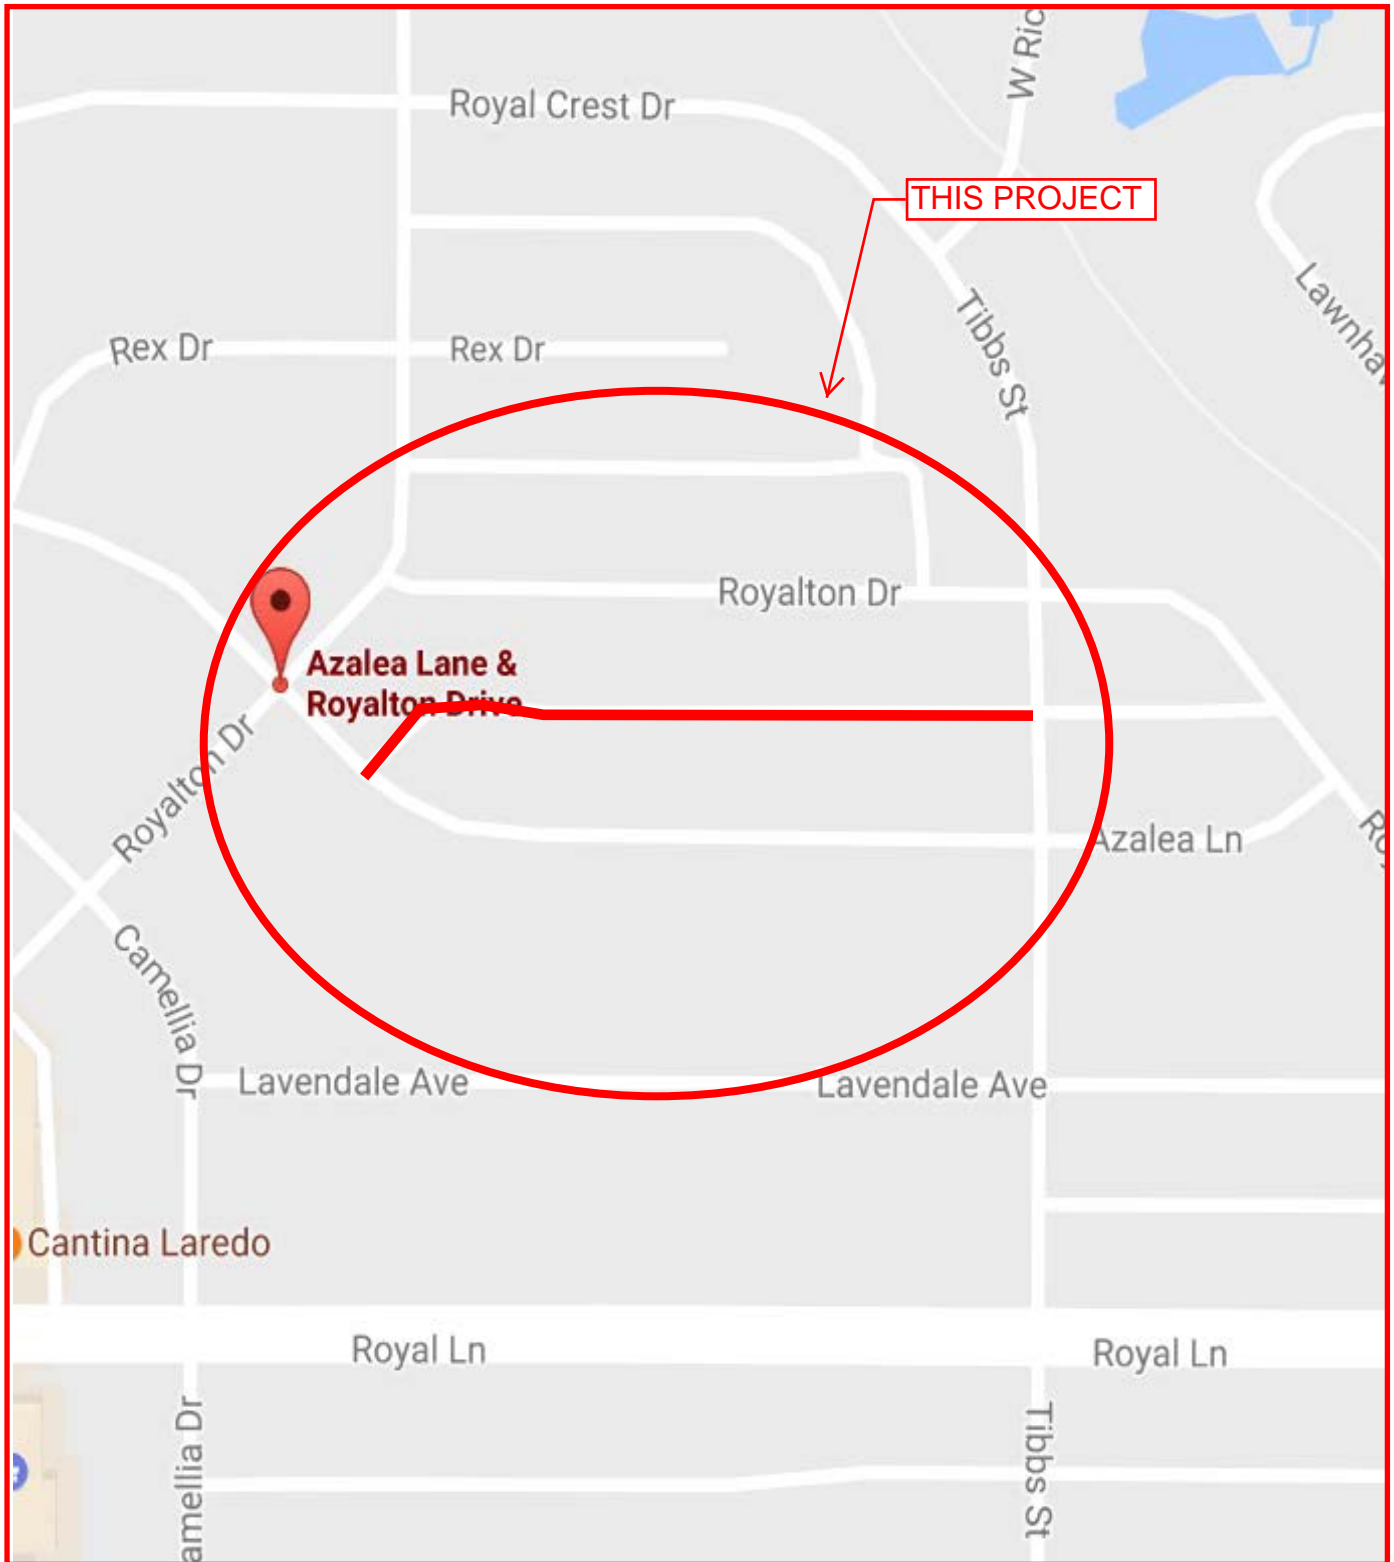 W Ric
Royal Crest Dr
THIS PROJECT
Lawnha
Tibbs St
Rex Dr
Rex Dr
Royalton Dr
Azalea Lane &
Royalton Drive
Royalton Dr
Azalea Ln
Ro
Camellia Dr
Lavendale Ave
Lavendale Ave
Cantina Laredo
Royal Ln
Royal Ln
amellia Dr
Tibbs St